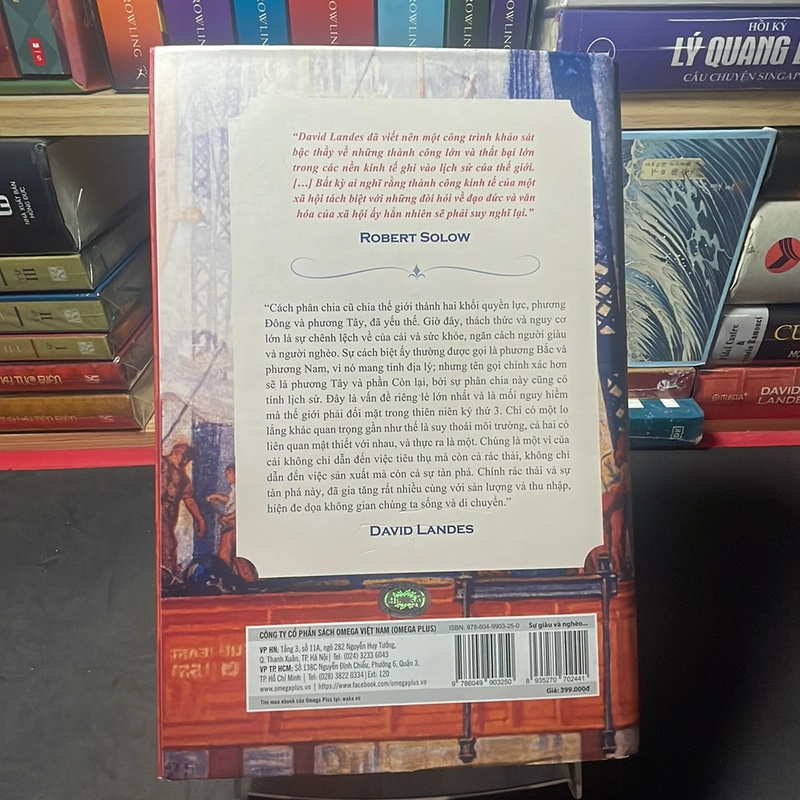 ROWLING
ROWLING
ROWLING
ROWLING
HỒI KÝ
LÝ QUANG
CÂU CHUYỆN
“David Landes đã viết nên một công trình khảo sát
bậc thầy về những thành công lớn và thất bại lớn
trong các nền kinh tế ghi vào lịch sử của thế giới.
[…] Bất kỳ ai nghĩ rằng thành công kinh tế của một
xã hội tách biệt với những đòi hỏi về đạo đức và văn
hóa của xã hội ấy hẳn nhiên sẽ phải suy nghĩ lại.”
ROBERT SOLOW
“Cách phân chia cũ chia thế giới thành hai khối quyền lực, phương
Đông và phương Tây, đã yếu thế. Giờ đây, thách thức và nguy cơ
lớn là sự chênh lệch về của cải và sức khỏe, ngăn cách người giàu
và người nghèo. Sự cách biệt ấy thường được gọi là phương Bắc và
phương Nam, vì nó mang tính địa lý; nhưng tên gọi chính xác hơn
sẽ là phương Tây và phần Còn lại, bởi sự phân chia này cũng có
tính lịch sử. Đây là vấn đề riêng lẻ lớn nhất và là mối nguy hiểm
mà thế giới phải đối mặt trong thiên niên kỷ thứ 3. Chỉ có một lo
lắng khác quan trọng gần như thế là suy thoái môi trường, cả hai có
liên quan mật thiết với nhau, và thực ra là một. Chúng là một vì của
cải không chỉ dẫn đến việc tiêu thụ mà còn cả rác thải, không chỉ
dẫn đến việc sản xuất mà còn cả sự tàn phá. Chính rác thải và sự
tàn phá này, đã gia tăng rất nhiều cùng với sản lượng và thu nhập,
hiện đe dọa không gian chúng ta sống và di chuyển.”
DAVID LANDES
CÔNG TY CỔ PHẦN SÁCH OMEGA VIỆT NAM (OMEGA PLUS)
VP HN: Tầng 3, số 11A, ngõ 282 Nguyễn Huy Tưởng,
Q. Thanh Xuân, TP. Hà Nội | Tel: (024) 3233 6043
VP TP.HCM: Số 138C Nguyễn Đình Chiểu, Phường 6, Quận 3,
TP. Hồ Chí Minh | Tel: (028) 3822 0334 | Ext: 120
www.omegaplus.vn | https://www.facebook.com/omegaplus.vn
Tìm mua ebook của Omega Plus tại: waka.vn
ISBN: 978-604-9903-25-0
Sự giàu và nghèo...
9 786049 903250
8 935270 702441
Giá: 399.000đ
NHÀ XUẤT BẢN
HỒNG ĐỨC
III
II
I
OMEGA+
DAVID
LANDES